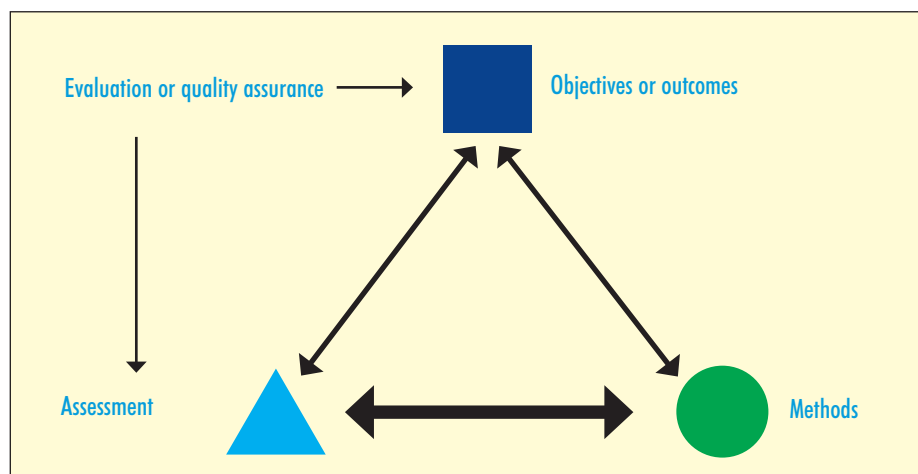 Evaluation or quality assurance
Objectives or outcomes
Assessment
Methods